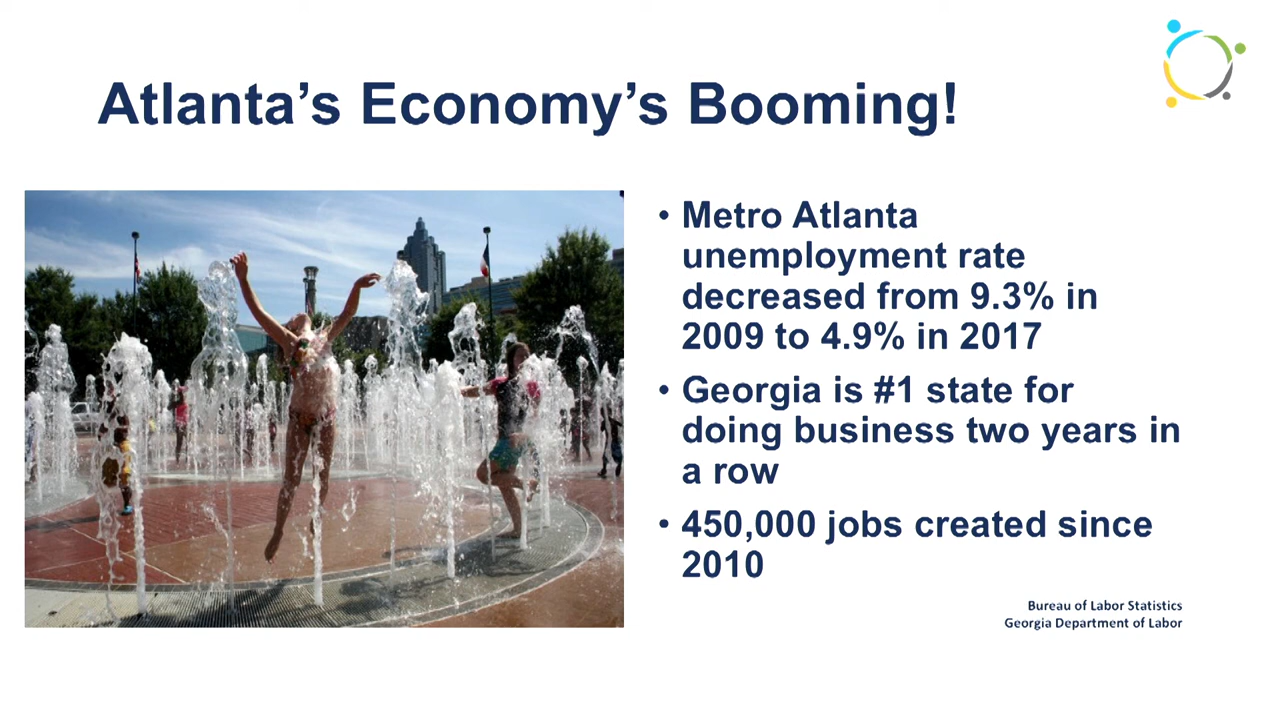 Atlanta’s Economy’s Booming!
• Metro Atlanta
unemployment rate
decreased from 9.3% in
2009 to 4.9% in 2017
• Georgia is #1 state for
doing business two years in
a row
• 450,000 jobs created since
2010
Bureau of Labor Statistics
Georgia Department of Labor